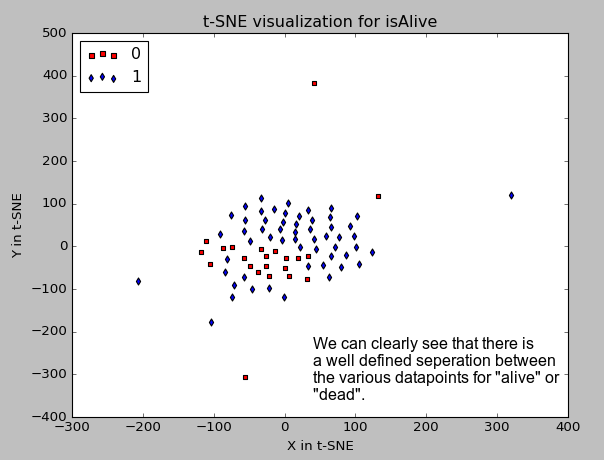 t-SNE visualization for isAlive
500
400
300
200
100
0
−100
−200
−300
−400
Y in t-SNE
0
1
We can clearly see that there is
a well defined seperation between
the various datapoints for "alive" or
"dead".
−300
−200
−100
0
100
200
300
400
X in t-SNE